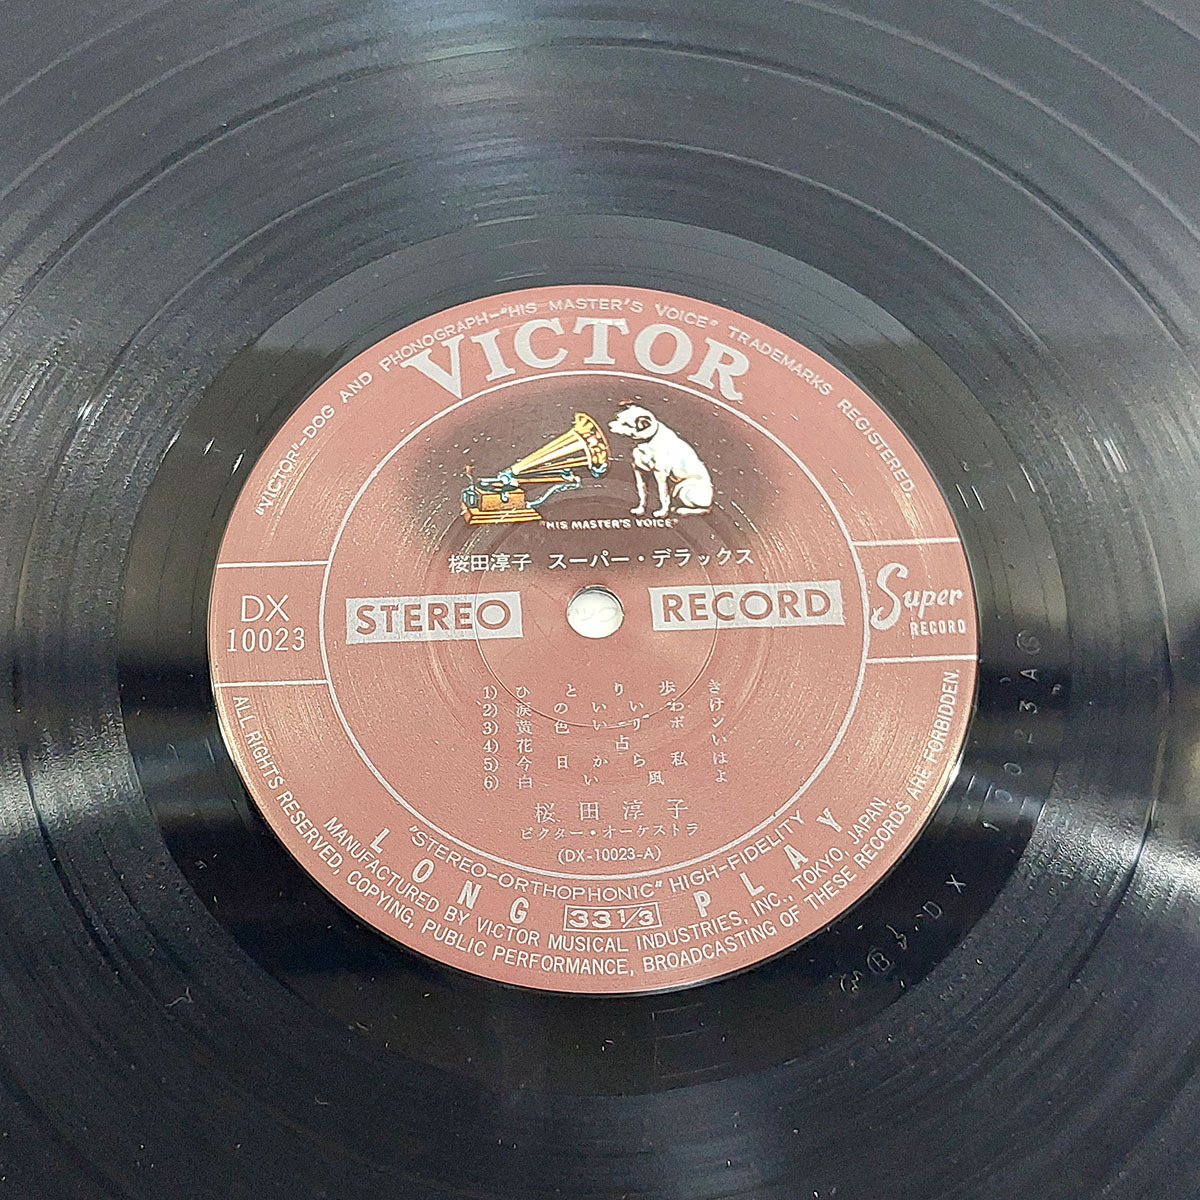 "VICTOR"-DOG AND PHONOGRAPH-"HIS MASTER'S VOICE" TRADEMARKS REGISTERED.
VICTOR
"HIS MASTER'S VOICE"
桜田淳子 スーパー・デラックス
DX
10023
STEREO RECORD
Super
RECORD
1) ひとり歩き
2) 涙のいいわけ
3) 黄色いリボン
4) 花占い
5) 今日から私は
6) 白い風よ
桜田淳子
ビクター・オーケストラ
(DX-10023-A)
"STEREO-ORTHOPHONIC" HIGH-FIDELITY
LONG 33 1/3 PLAY
MANUFACTURED BY VICTOR MUSICAL INDUSTRIES, INC., TOKYO, JAPAN.
ALL RIGHTS RESERVED, COPYING, PUBLIC PERFORMANCE, BROADCASTING OF THESE RECORDS ARE FORBIDDEN.